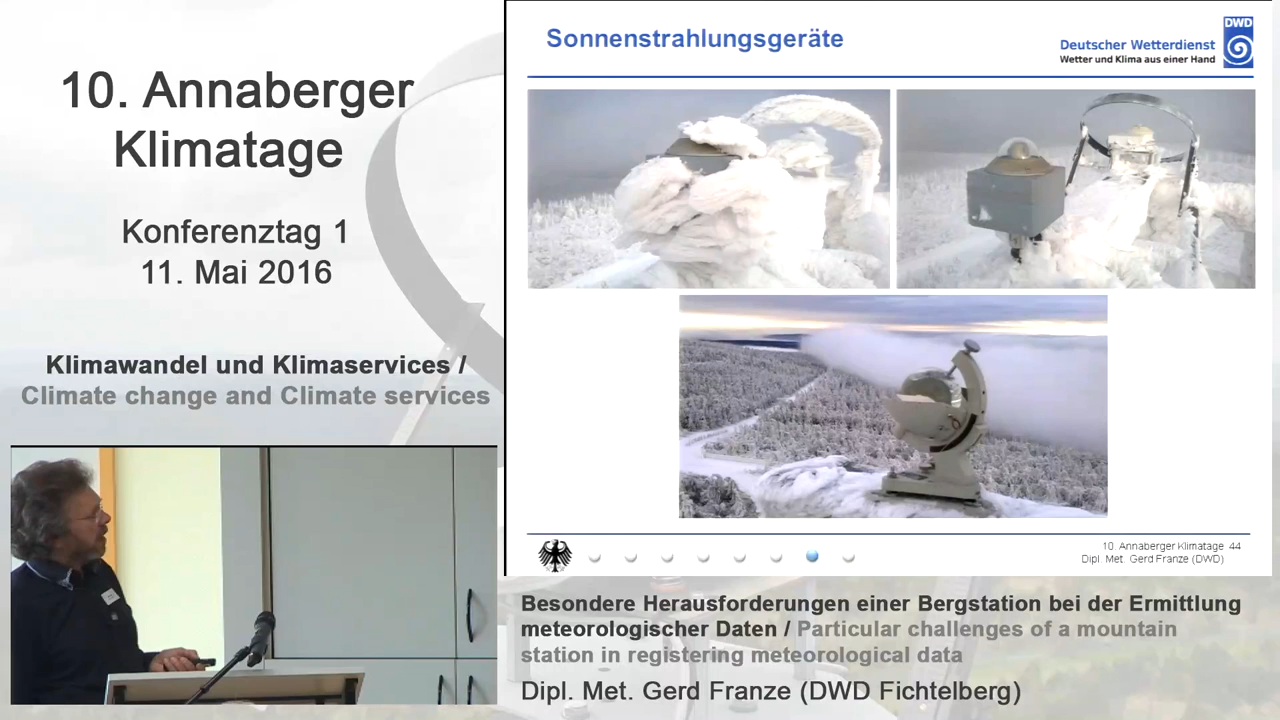 10. Annaberger
Klimatage
Konferenztag 1
11. Mai 2016
Klimawandel und Klimaservices /
Climate change and Climate services
Sonnenstrahlungsgeräte
DWD
Deutscher Wetterdienst
Wetter und Klima aus einer Hand
10. Annaberger Klimatage 44
Dipl. Met. Gerd Franze (DWD)
Besondere Herausforderungen einer Bergstation bei der Ermittlung
meteorologischer Daten / Particular challenges of a mountain
station in registering meteorological data
Dipl. Met. Gerd Franze (DWD Fichtelberg)